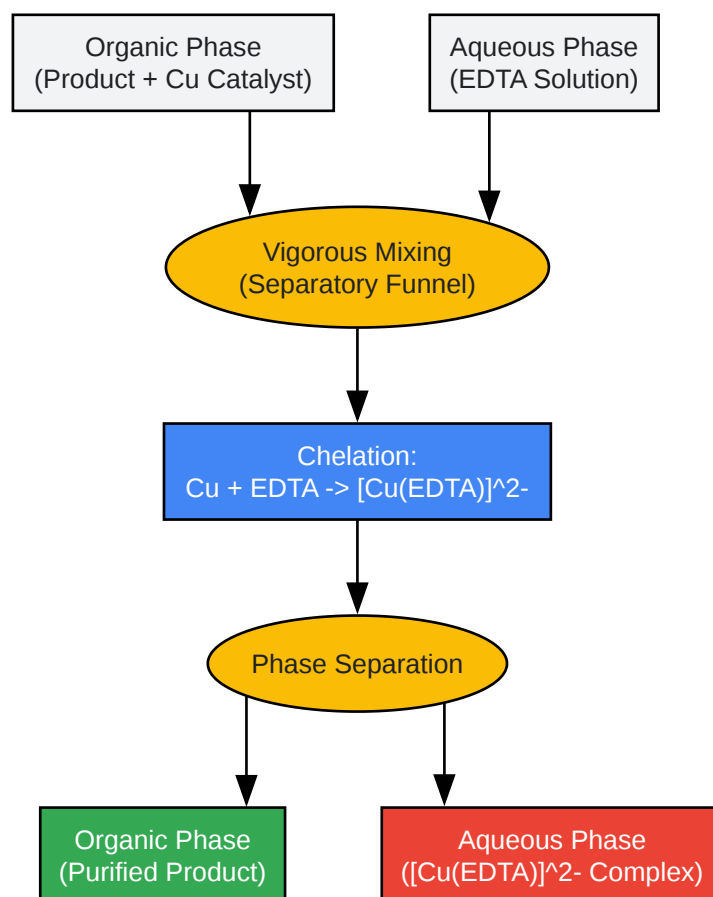 Organic Phase
(Product + Cu Catalyst)
Aqueous Phase
(EDTA Solution)
Vigorous Mixing
(Separatory Funnel)
Chelation:
Cu + EDTA -> [Cu(EDTA)]^2-
Phase Separation
Organic Phase
(Purified Product)
Aqueous Phase
([Cu(EDTA)]^2- Complex)